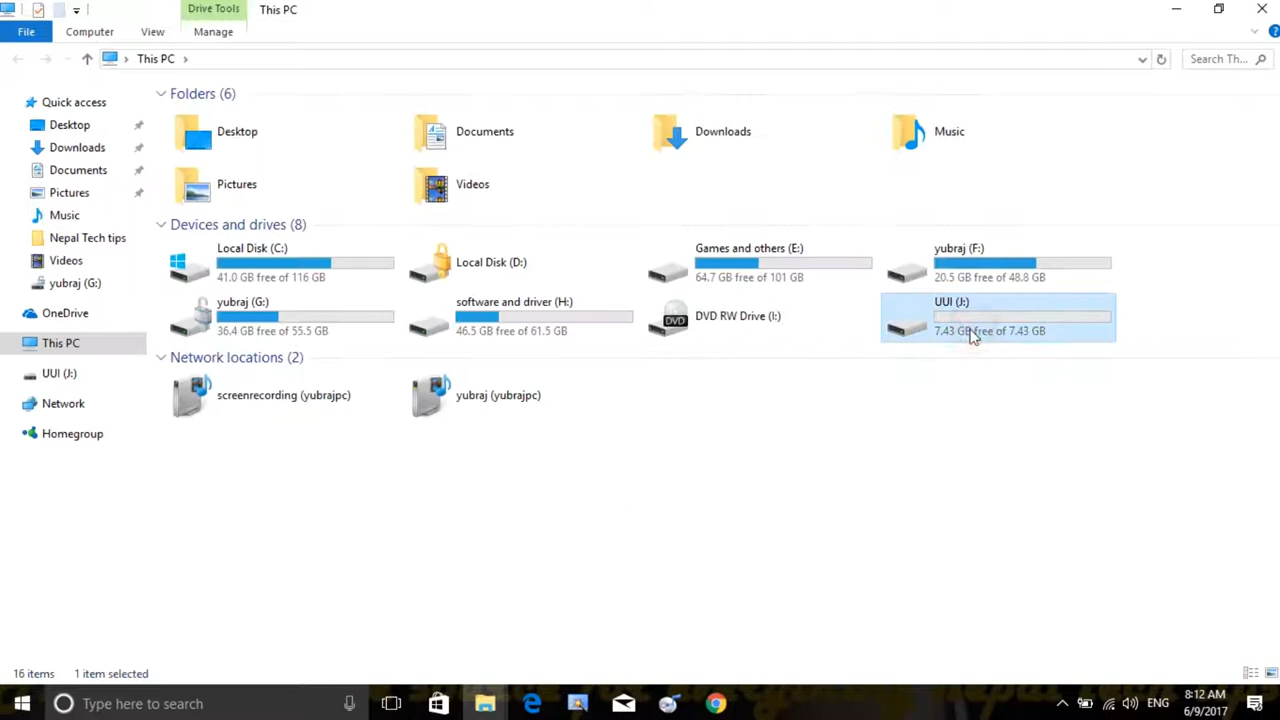 Drive Tools
This PC
File
Computer
View
Manage
This PC
Search Th...
Quick access
Desktop
Downloads
Documents
Pictures
Music
Nepal Tech tips
Videos
yubraj (G:)
OneDrive
This PC
UUI (J:)
Network
Homegroup
Folders (6)
Desktop
Documents
Downloads
Music
Pictures
Videos
Devices and drives (8)
Local Disk (C:)
41.0 GB free of 116 GB
Local Disk (D:)
Games and others (E:)
64.7 GB free of 101 GB
yubraj (F:)
20.5 GB free of 48.8 GB
yubraj (G:)
36.4 GB free of 55.5 GB
software and driver (H:)
46.5 GB free of 61.5 GB
DVD
DVD RW Drive (I:)
UUI (J:)
7.43 GB free of 7.43 GB
Network locations (2)
screenrecording (yubrajpc)
yubraj (yubrajpc)
16 items
1 item selected
Type here to search
ENG
8:12 AM
6/9/2017